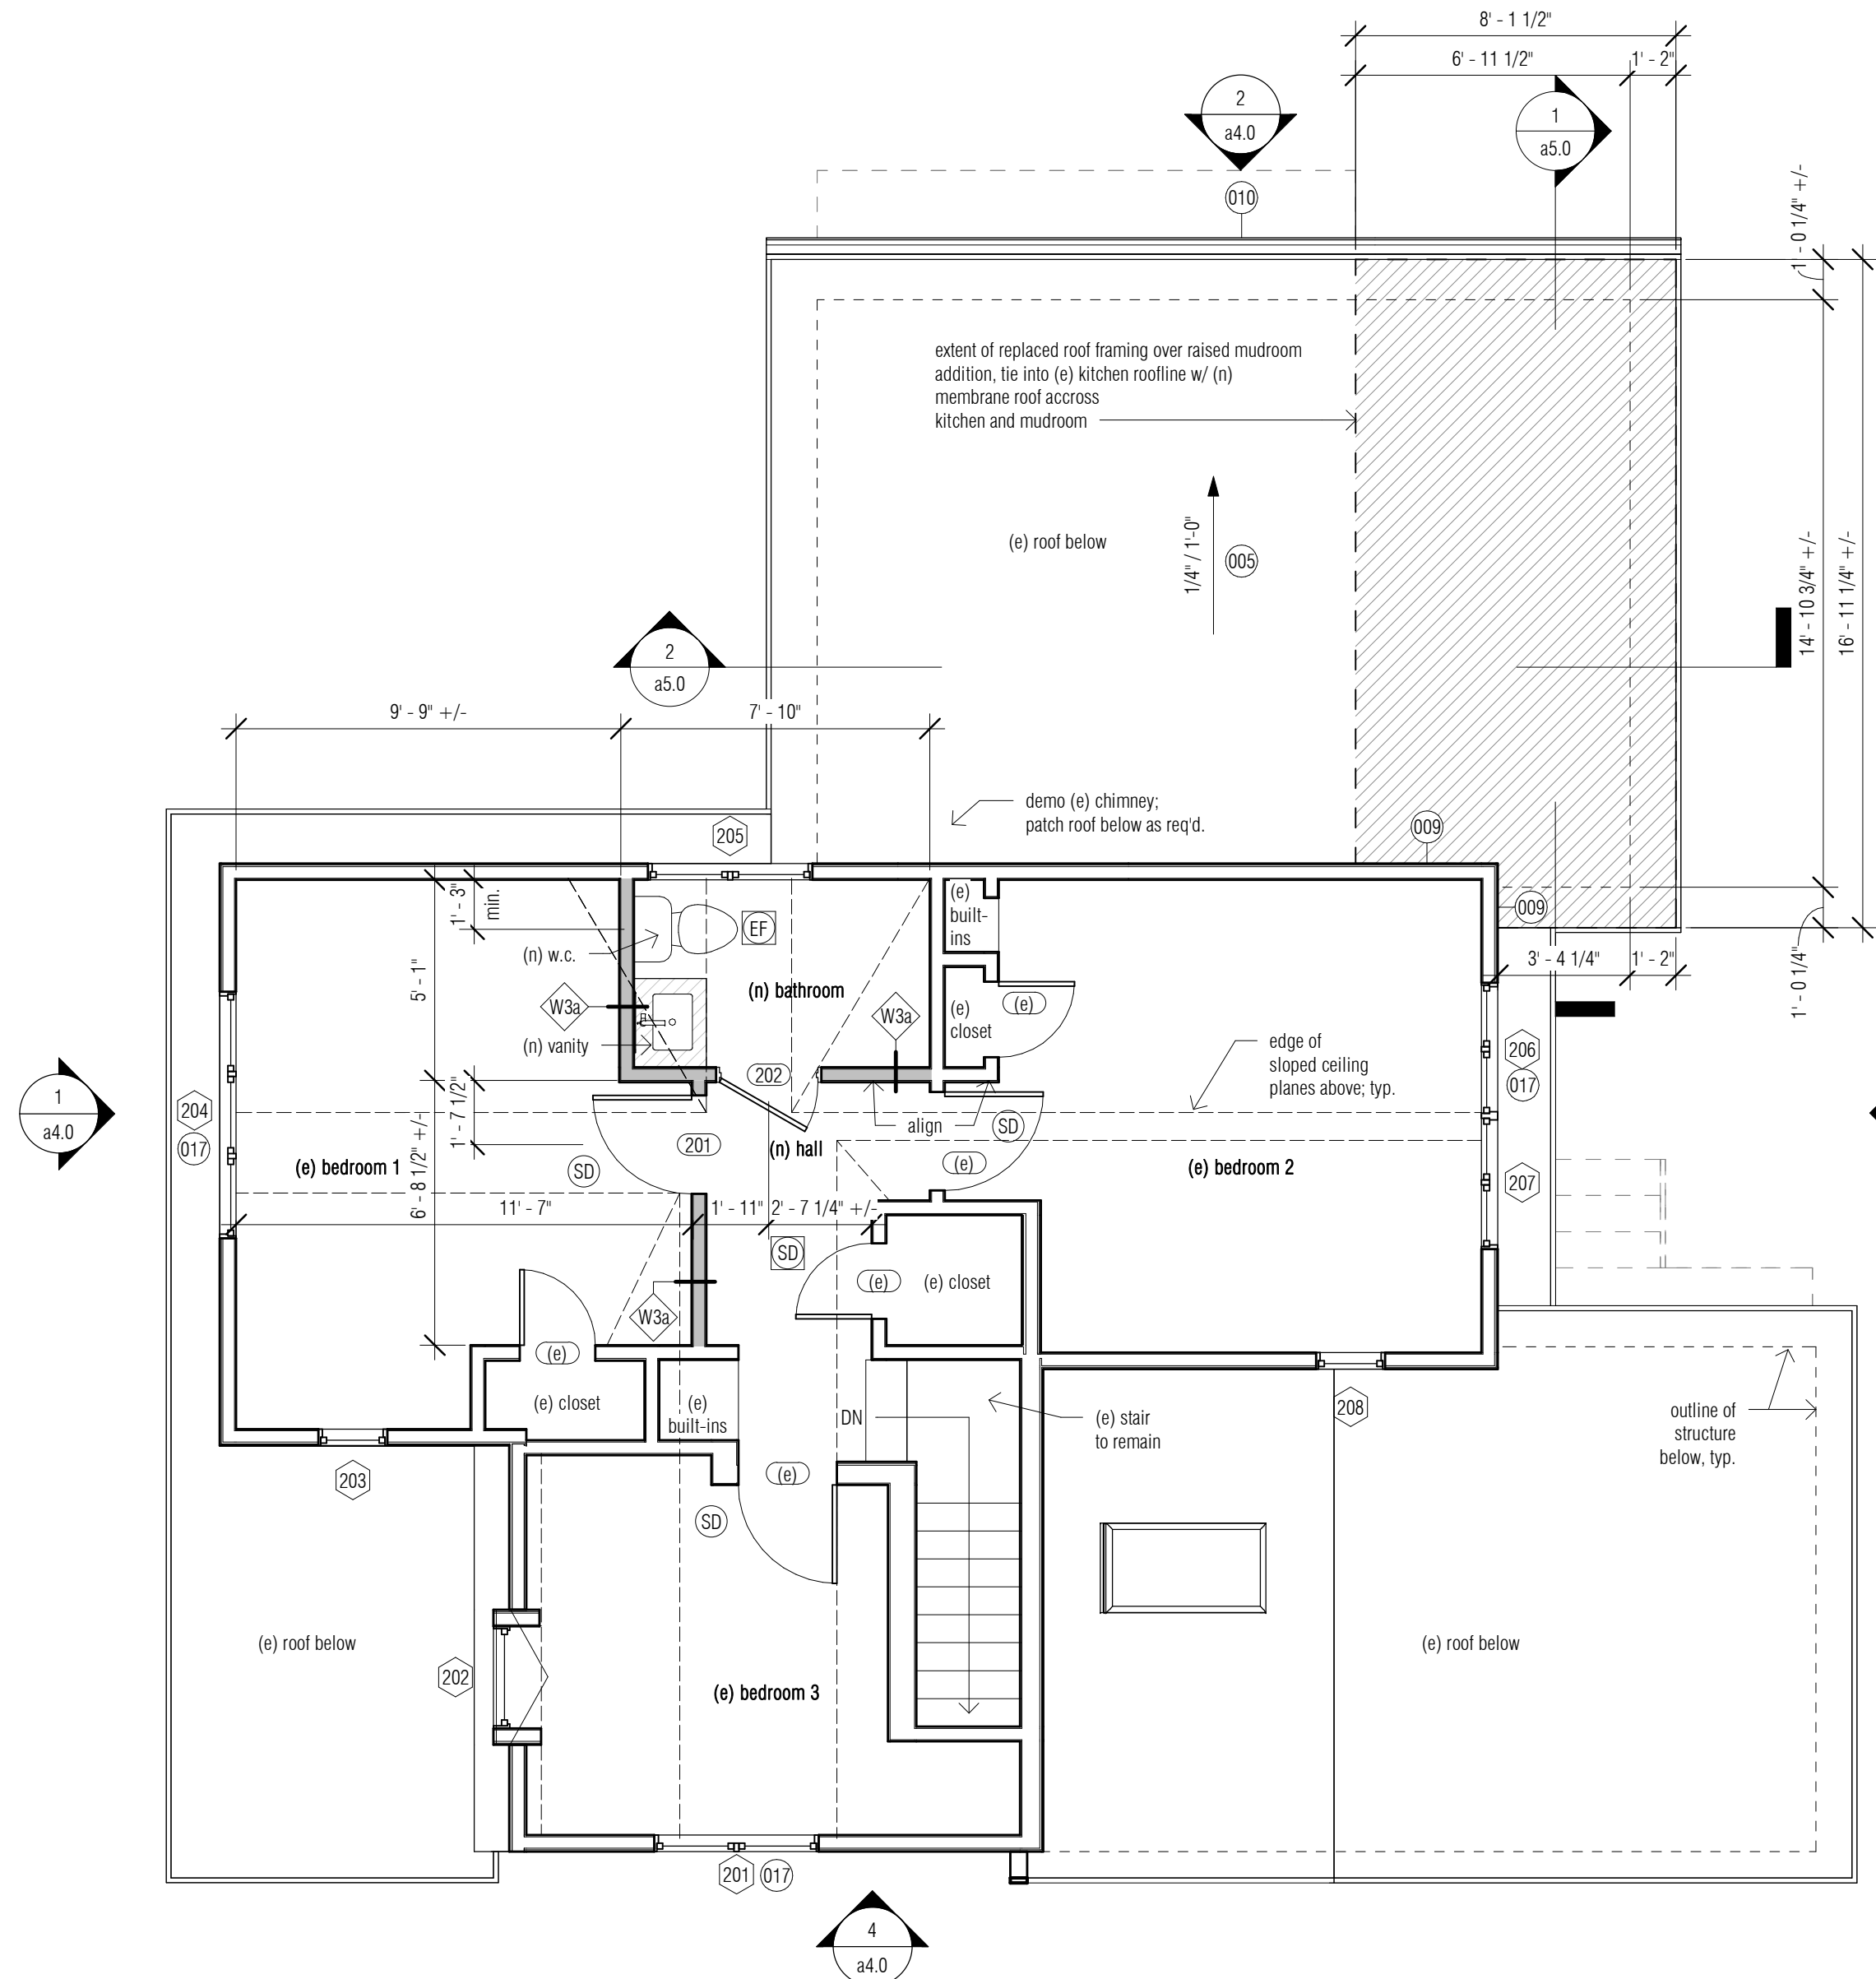 8' - 1 1/2"
6' - 11 1/2"
1' - 2"
2
a4.0
1
a5.0
010
1' - 0 1/4" +/-
extent of replaced roof framing over raised mudroom
addition, tie into (e) kitchen roofline w/ (n)
membrane roof accross
kitchen and mudroom
(e) roof below
1/4" / 1'-0"
005
14' - 10 3/4" +/-
16' - 11 1/4" +/-
2
a5.0
9' - 9" +/-
7' - 10"
demo (e) chimney;
patch roof below as req'd.
205
009
009
1' - 3"
min.
(e)
built-
ins
EF
(n) w.c.
3' - 4 1/4"
1' - 2"
1' - 0 1/4"
5' - 1"
(n) bathroom
W3a
W3a
(e)
closet
(e)
(n) vanity
edge of
sloped ceiling
planes above; typ.
206
017
202
1
a4.0
204
017
1' - 7 1/2"
6' - 8 1/2" +/-
201
(n) hall
align
SD
(e)
(e) bedroom 1
SD
(e) bedroom 2
207
11' - 7"
1' - 11"
2' - 7 1/4" +/-
SD
(e)
(e) closet
W3a
(e)
(e) closet
(e)
built-ins
DN
(e) stair
to remain
208
outline of
structure
below, typ.
203
(e)
SD
(e) roof below
202
(e) bedroom 3
(e) roof below
201
017
4
a4.0